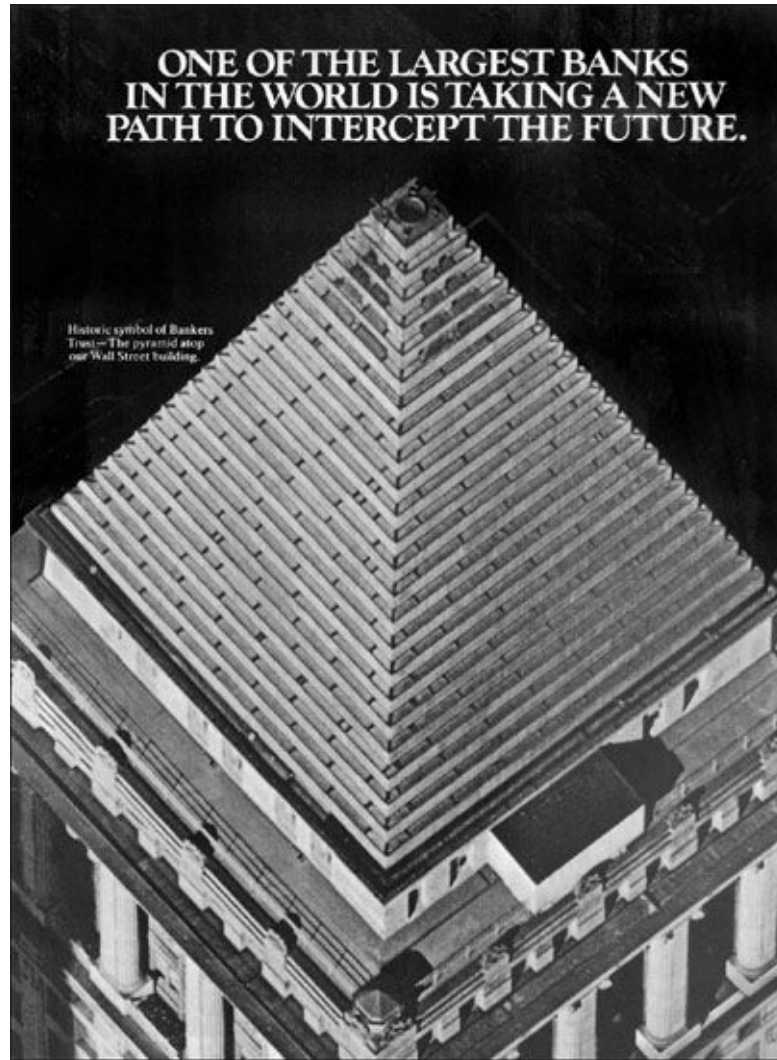 ONE OF THE LARGEST BANKS
IN THE WORLD IS TAKING A NEW
PATH TO INTERCEPT THE FUTURE.
Historic symbol of Bankers
Trust—The pyramid atop
our Wall Street building.